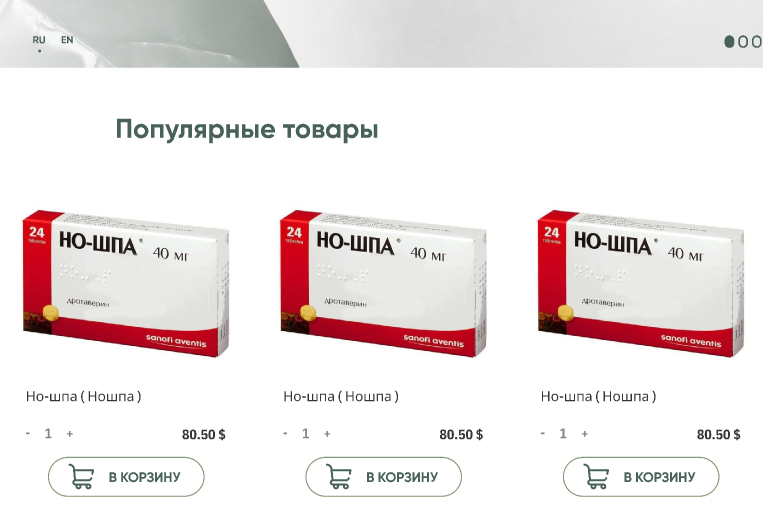 RU EN
Популярные товары
24 таблетки НО-ШПА® 40 мг
дротаверин
sanofi aventis
24 таблетки НО-ШПА® 40 мг
дротаверин
sanofi aventis
24 таблетки НО-ШПА® 40 мг
дротаверин
sanofi aventis
Но-шпа ( Ношпа )
Но-шпа ( Ношпа )
Но-шпа ( Ношпа )
- 1 + 80.50 $
- 1 + 80.50 $
- 1 + 80.50 $
В КОРЗИНУ
В КОРЗИНУ
В КОРЗИНУ